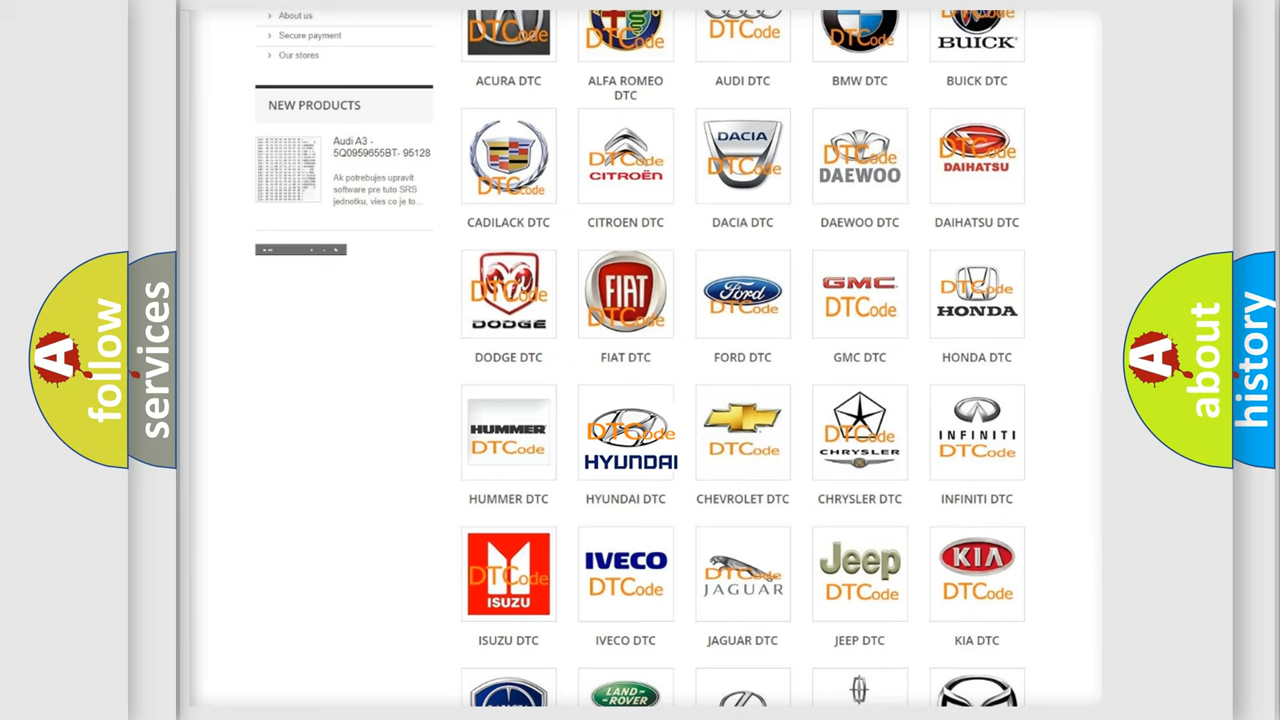 About us
Secure payment
Our stores
NEW PRODUCTS
Audi A3 -
5Q0959655BT- 95128
Ak potrebujes upravit
software pre tuto SRS
jednotku, vies co je to...
DTCode
DTCode
DTCode
DTCode
BUICK
ACURA DTC
ALFA ROMEO
DTC
AUDI DTC
BMW DTC
BUICK DTC
DTCode
DTCode
CITROËN
DACIA
DTCode
DTCode
DAEWOO
DTCode
DAIHATSU
CADILACK DTC
CITROEN DTC
DACIA DTC
DAEWOO DTC
DAIHATSU DTC
DTCode
DODGE
FIAT
DTCode
Ford
DTCode
GMC
DTCode
DTCode
HONDA
DODGE DTC
FIAT DTC
FORD DTC
GMC DTC
HONDA DTC
HUMMER
DTCode
DTCode
HYUNDAI
DTCode
DTCode
CHRYSLER
INFINITI
DTCode
HUMMER DTC
HYUNDAI DTC
CHEVROLET DTC
CHRYSLER DTC
INFINITI DTC
DTCode
ISUZU
IVECO
DTCode
DTCode
JAGUAR
Jeep
DTCode
KIA
DTCode
ISUZU DTC
IVECO DTC
JAGUAR DTC
JEEP DTC
KIA DTC
LAND-
ROVER
A follow
services
A about
history